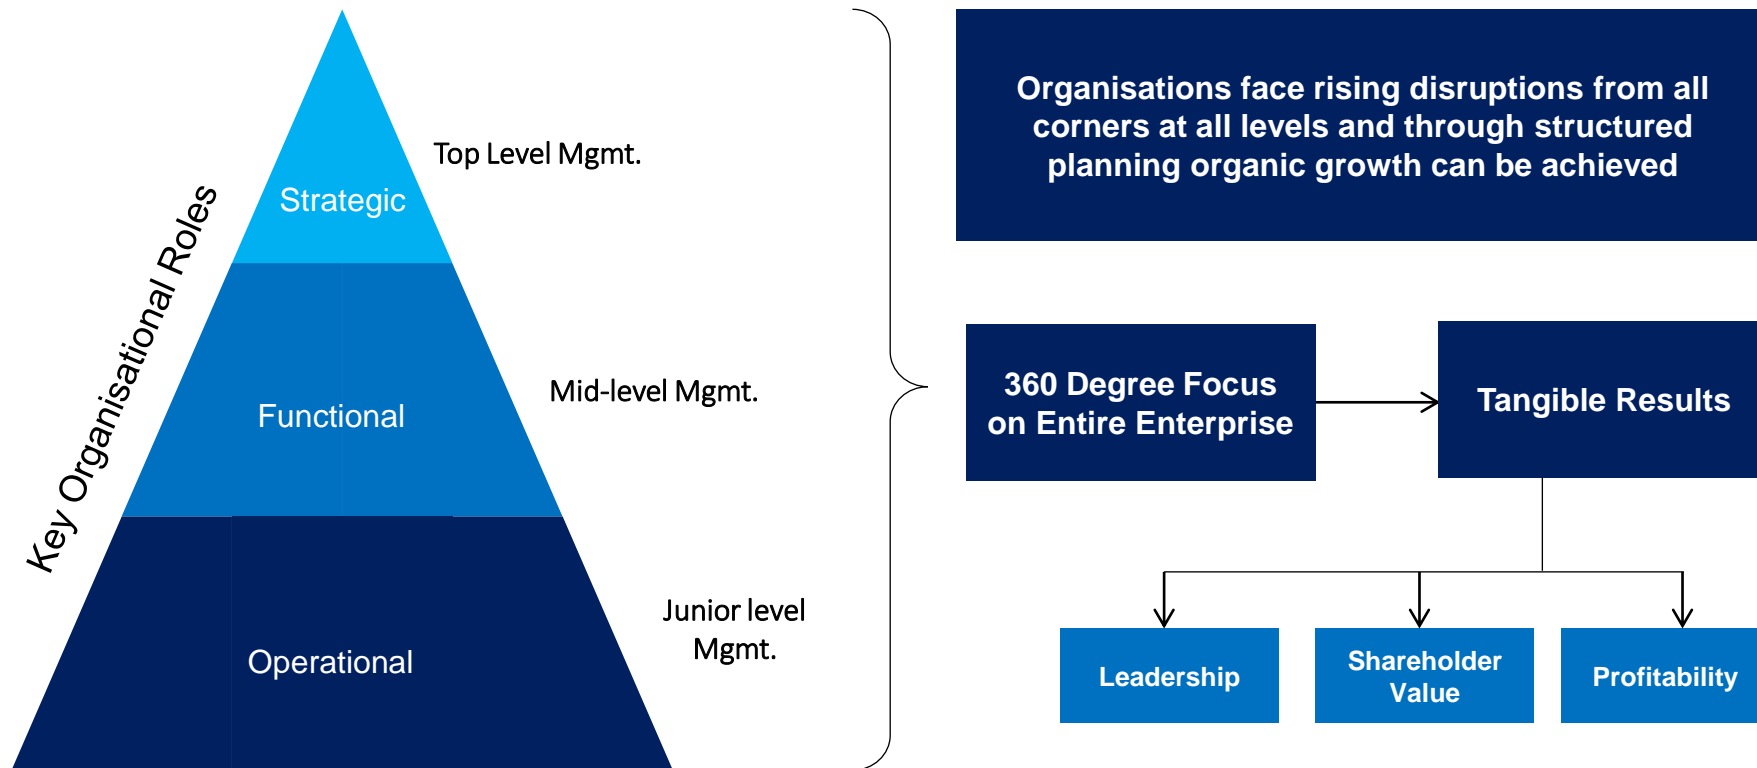 Key Organisational Roles
Strategic
Top Level Mgmt.
Functional
Mid-level Mgmt.
Operational
Junior level
Mgmt.
Organisations face rising disruptions from all
corners at all levels and through structured
planning organic growth can be achieved
360 Degree Focus
on Entire Enterprise
Tangible Results
Leadership
Shareholder
Value
Profitability